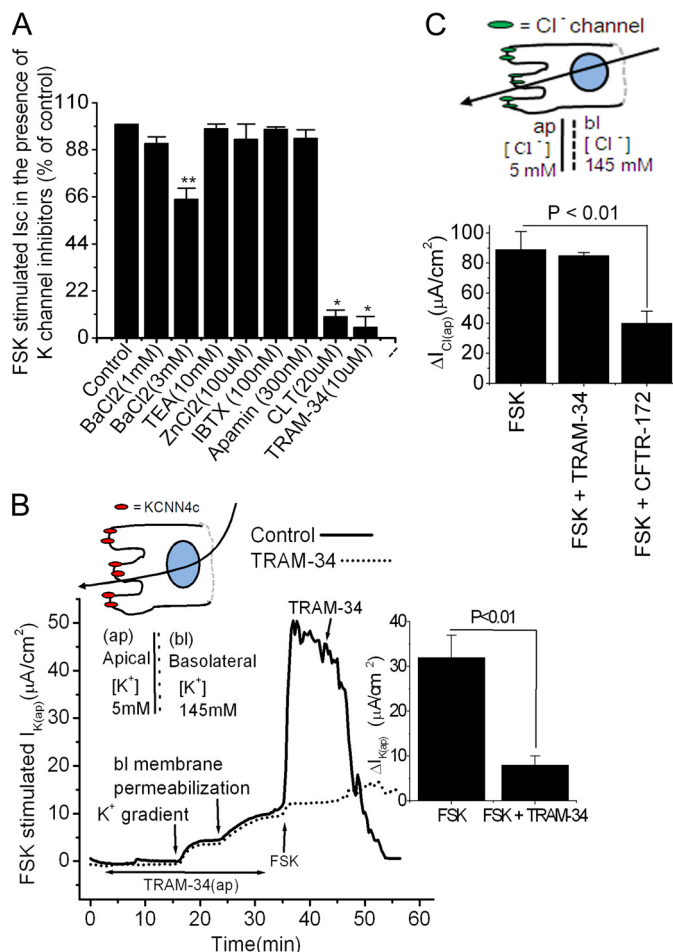 A
FSK stimulated Isc in the presence of
K channel inhibitors (% of control)
110
88
66
44
22
0
**
*
*
Control
BaCl2(1mM)
BaCl2(3mM)
TEA(10mM)
ZnCl2(100uM)
IBTX (100nM)
Apamin (300nM)
CLT(20uM)
TRAM-34(10uM)
--
C
= Cl⁻ channel
ap
[Cl⁻]
5 mM
bl
[Cl⁻]
145 mM
P < 0.01
ΔI Cl(ap) (μA/cm²)
100
80
60
40
20
0
FSK
FSK + TRAM-34
FSK + CFTR-172
B
= KCNN4c
Control
TRAM-34
FSK stimulated I K(ap) (μA/cm²)
50
40
30
20
10
0
(ap)
Apical
[K⁺]
5mM
(bl)
Basolateral
[K⁺]
145mM
bl membrane
permeabilization
K⁺ gradient
TRAM-34
FSK
TRAM-34(ap)
0 10 20 30 40 50 60
Time(min)
P<0.01
ΔI K(ap) (μA/cm²)
40
30
20
10
0
FSK
FSK + TRAM-34